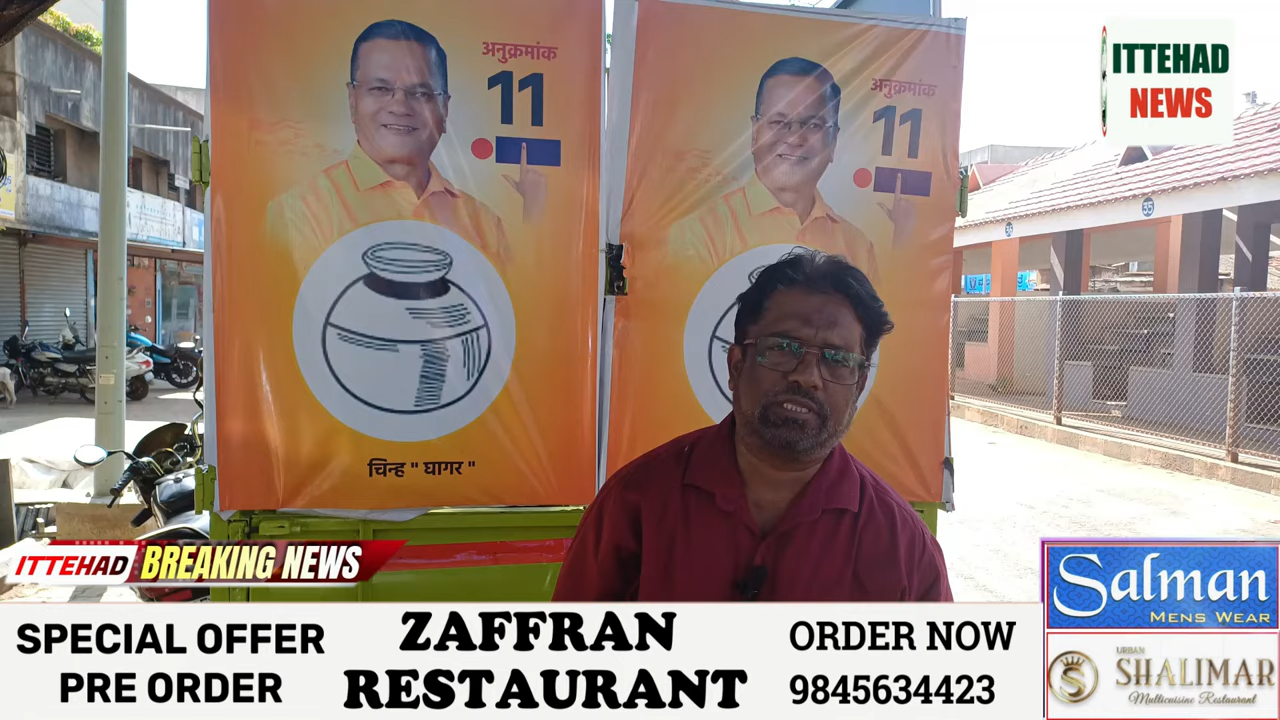 अनुक्रमांक
11
चिन्ह " घागर "
अनुक्रमांक
11
ITTEHAD
NEWS
35
ITTEHAD BREAKING NEWS
SPECIAL OFFER
PRE ORDER
ZAFFRAN
RESTAURANT
ORDER NOW
9845634423
Salman
MENS WEAR
URBAN
SHALIMAR
Multicuisine Restaurant